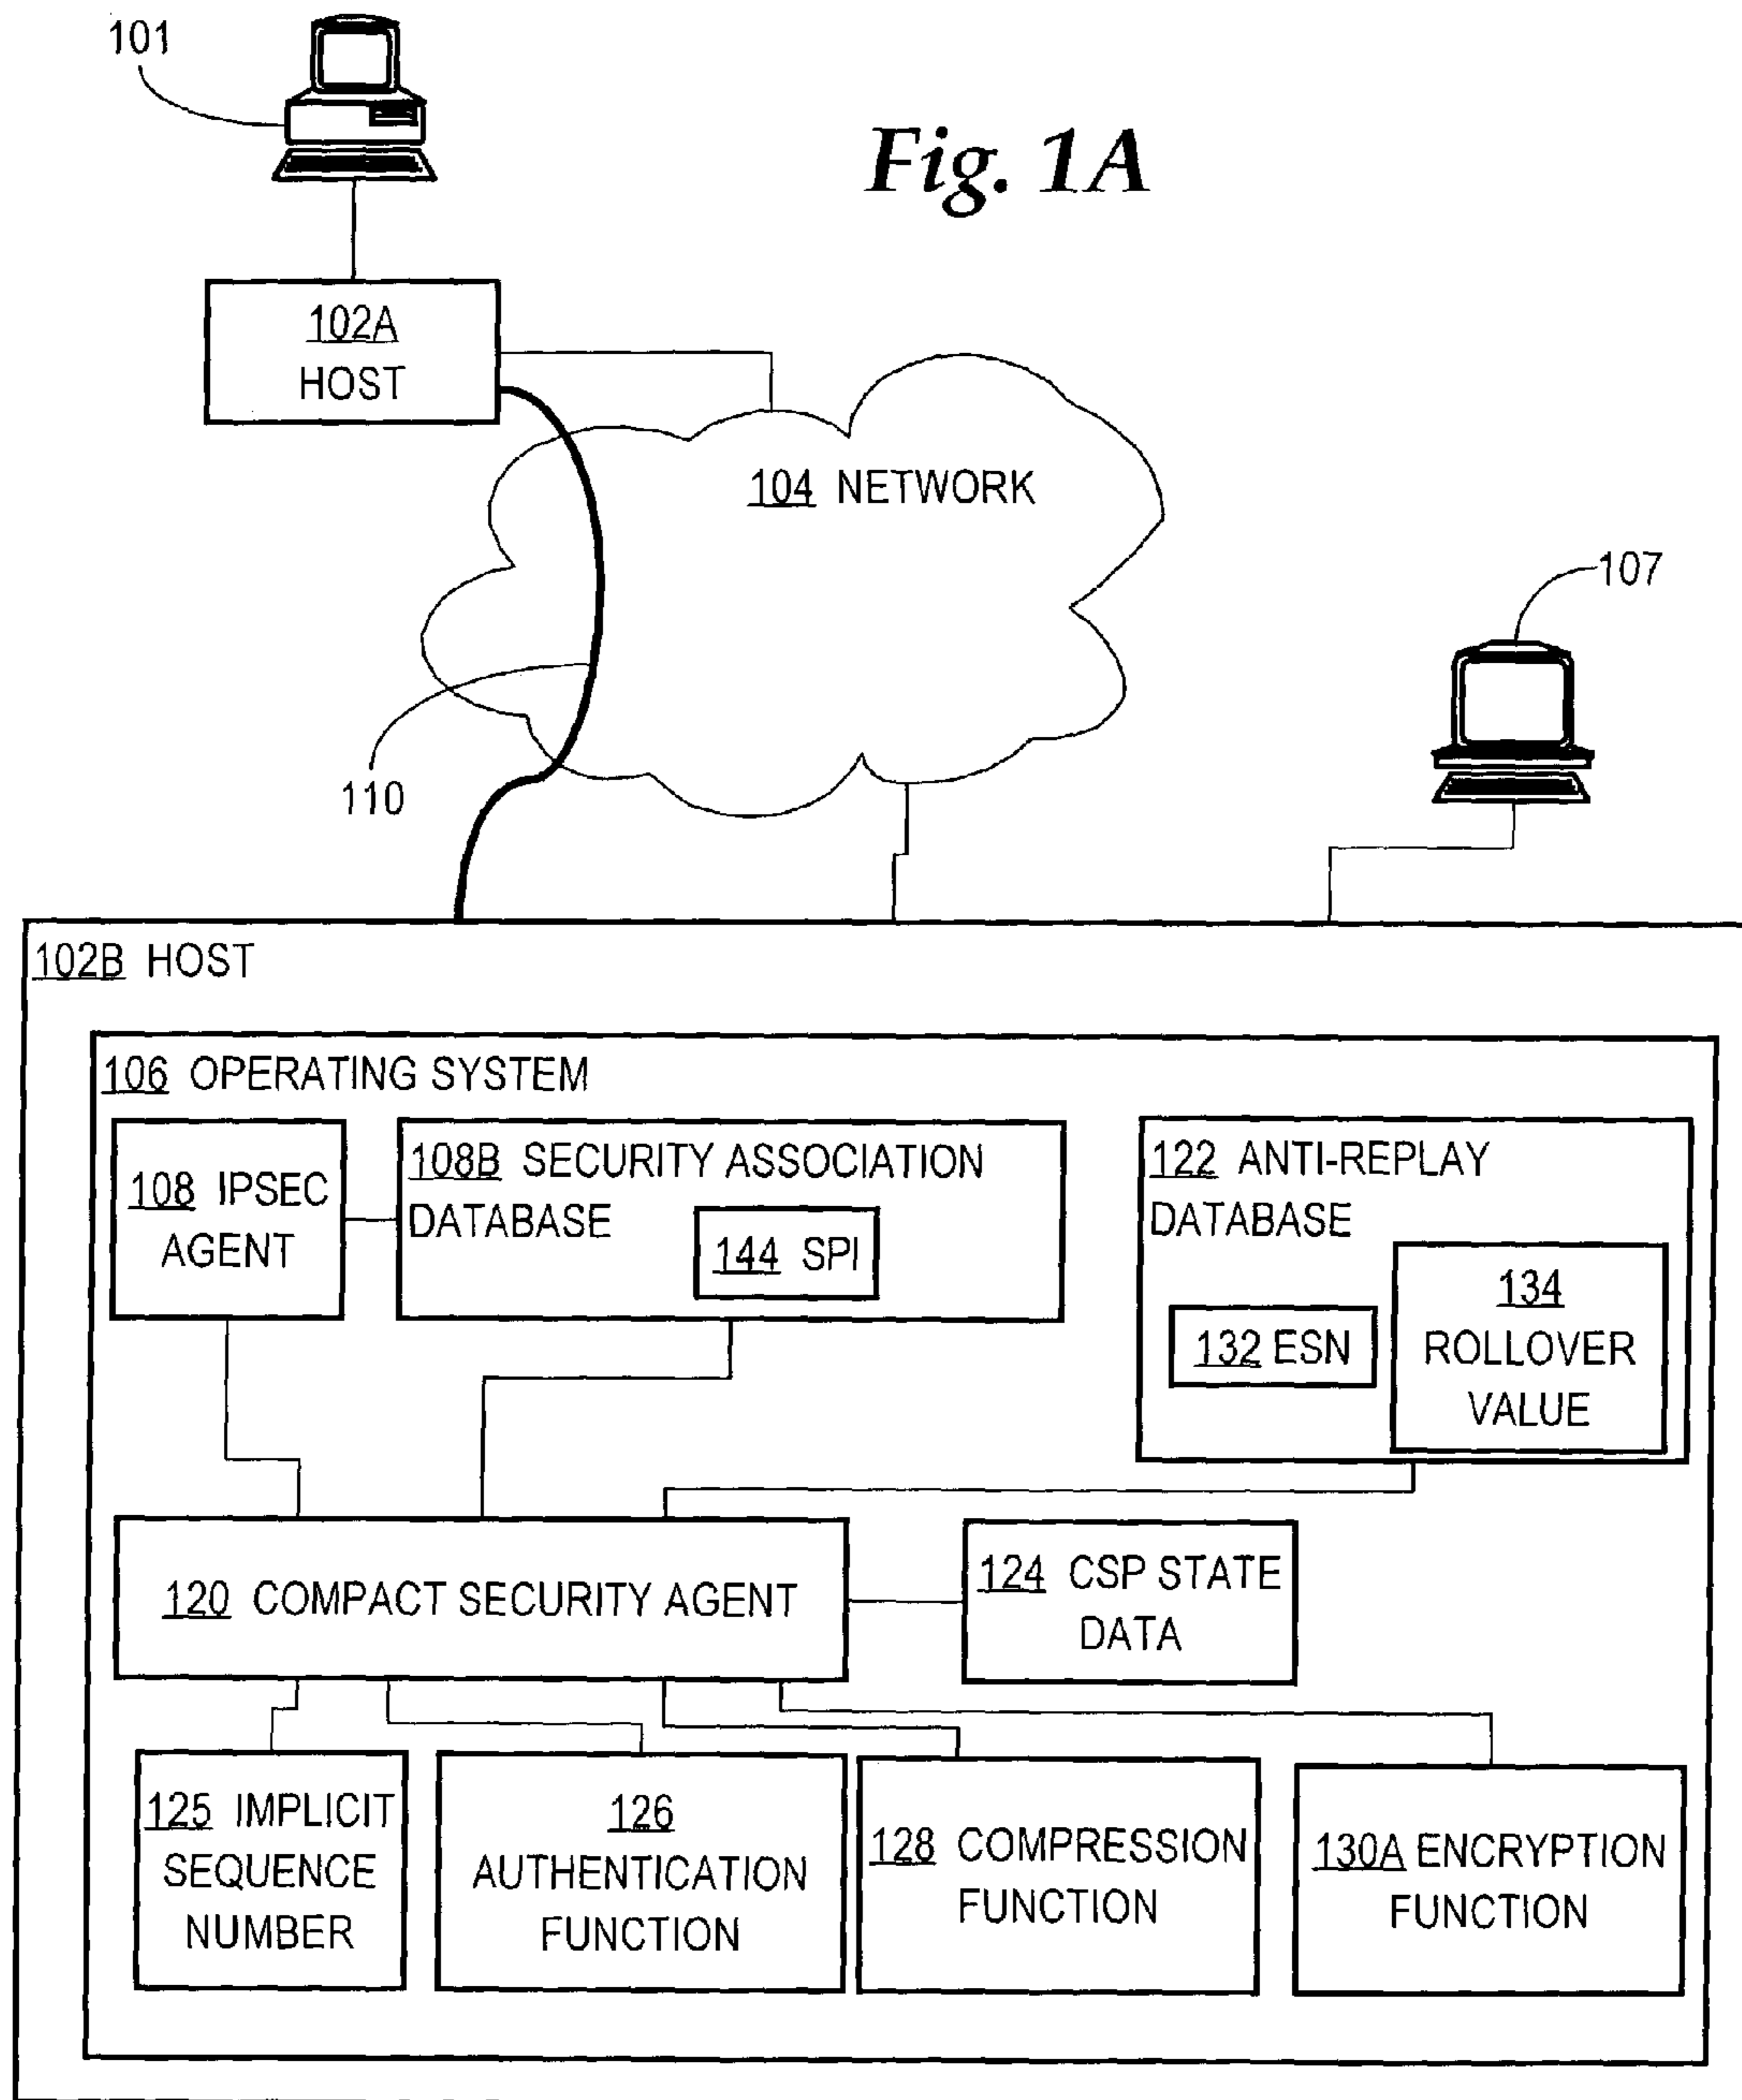 101
Fig. 1A
102A
HOST
104 NETWORK
107
110
102B HOST
106 OPERATING SYSTEM
108 IPSEC
AGENT
108B SECURITY ASSOCIATION
DATABASE
144 SPI
122 ANTI-REPLAY
DATABASE
132 ESN
134
ROLLOVER
VALUE
120 COMPACT SECURITY AGENT
124 CSP STATE
DATA
125 IMPLICIT
SEQUENCE
NUMBER
126
AUTHENTICATION
FUNCTION
128 COMPRESSION
FUNCTION
130A ENCRYPTION
FUNCTION